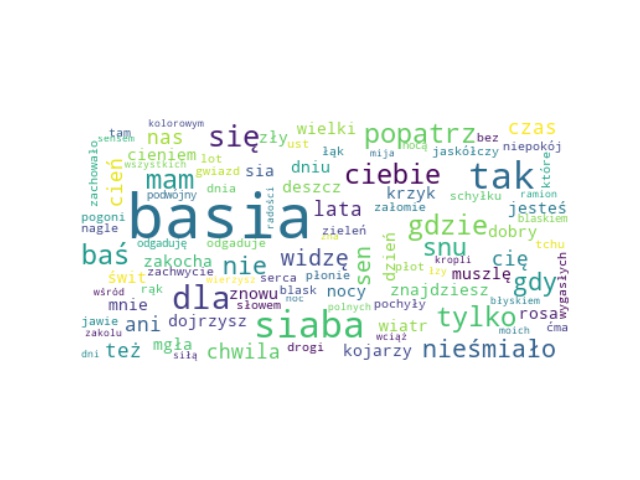 kolorowym
tam nas się zły wielki popatrz bez czas
sensem ust nocą niepokój
zachowało cień cieniem lot łąk mija jaskółczy które
wszystkich gwiazd sia dniu ciebie tak
mam dnia deszcz krzyk schyłku ramion
podwójny radości lata załomie jesteś
pogoni basia gdzie blaskiem
nagle zieleń dobry
odgaduję odgaduje zna snu tchu
baś zakocha nie widzę sen dzień cię
świt zachwycie wierzysz serca płonie płot łzy kropli muszlę gdy wygasłych
wśród rąk dla znowu blask nocy znajdziesz
mnie słowem noc pochyły błyskiem
jawie ani dojrzysz siaba polnych wiatr tylko rosa
zakolu wciąż moich ćma
dni też mgła siłą chwila drogi kojarzy nieśmiało